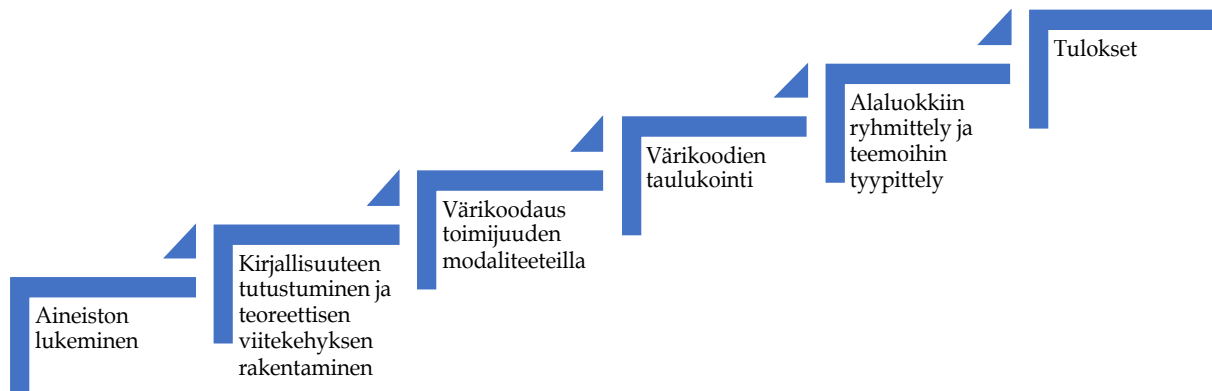 Aineiston
lukeminen
Kirjallisuuteen
tutustuminen ja
teoreettisen
viitekehyksen
rakentaminen
Värikoodaus
toimijuuden
modaliteeteilla
Värikoodien
taulukointi
Alaluokkiin
ryhmittely ja
teemoihin
tyypittely
Tulokset